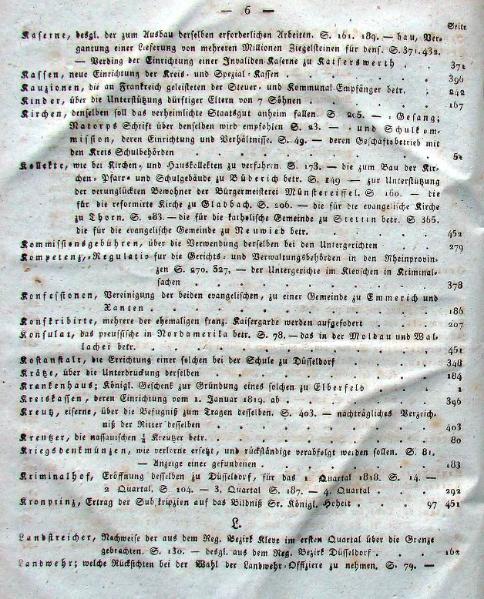 — 6 —
Seite
Kaserne, desgl. der zum Ausbau derselben erforderlichen Arbeiten. S. 161. 189. — bau, Ver-
gantung einer Lieferung von mehreren Millionen Ziegelsteinen für dens. S. 371. 432.
— Verding der Einrichtung einer Invaliden Kaserne zu Kaiserswerth 372
Kassen, neue Einrichtung der Kreis- und Spezial-Kassen 396
Kauzionen, die an Frankreich geleisteten der Steuer- und Kommunal Empfänger betr. 242
Kinder, über die Unterstützung dürftiger Eltern von 7 Söhnen 167
Kirchen, denselben soll das verheimlichte Staatsgut anheim fallen. S. 205. — : Gesang;
Natorps Schrift über denselben wird empfohlen S. 23. — : und Schulkom-
mission, deren Einrichtung und Verhältnisse. S. 49. — deren Geschäftsbetrieb mit
den Kreis Schulbehörden 52
Kollekte, wie bei Kirchen- und Hauskollekten zu verfahren S. 173. — die zum Bau der Kir-
chen- Pfarr- und Schulgebäude zu Büderich betr. S. 149 — zur Unterstützung
der verunglückten Bewohner der Bürgermeisterei Münstereiffel. S. 160. — die
für die reformirte Kirche zu Gladbach. S. 206. — die für die evangelische Kirche
zu Thorn. S. 283. — die für die katholische Gemeinde zu Stettin betr. S. 365.
die für die evangelische Gemeinde zu Neuwied betr. 462
Kommissionsgebühren, über die Verwendung derselben bei den Untergerichten 279
Kompetenz-Regulativ für die Gerichts- und Verwaltungsbehörden in den Rheinprovin-
zen S. 270. 527. — der Untergerichte im Klevischen in Kriminal-
sachen 378
Konfessionen, Vereinigung der beiden evangelischen, zu einer Gemeinde zu Emmerich und
Xanten 186
Konskribirte, mehrere der ehemaligen franz. Kaisergarde werden aufgefodert 207
Konsulat, das preussische in Nordamerika betr. S. 78. — das in der Moldau und Wal-
lachei betr. 461
Kostanstalt, die Errichtung einer solchen bei der Schule zu Düsseldorf 348
Krätze, über die Unterdruckung derselben 184
Krankenhaus; Königl. Geschenk zur Gründung eines solchen zu Elberfeld 1
Kreiskassen, deren Einrichtung vom 1. Januar 1819. ab 396
Kreutz, eiserne, über die Befugniß zum Tragen desselben. S. 403. — nachträgliches Verzeich-
niß der Ritter desselben 403
Kreutzer, die nassauischen ¼ Kreutzer betr. 80
Kriegsdenkmünzen, wie verlorne ersetzt, und rückständige verabfolgt werden sollen. S. 81.
— Anzeige einer gefundenen 183
Kriminalhof, Eröffnung desselben zu Düsseldorf, für das 1. Quartal 1818. S. 14. —
2 Quartal. S. 104. — 3. Quartal S. 187. — 4. Quartal 292
Kronprinz, Ertrag der Subskripzion auf das Bildniß Sr. Königl. Hoheit 97 451
L.
Landstreicher, Nachweise der aus dem Reg. Bezirk Kleve im ersten Quartal über die Grenze
gebrachten. S. 130. — desgl. aus dem Reg. Bezirk Düsseldorf 162
Landwehr; welche Rücksichten bei der Wahl der Landwehr-Offiziere zu nehmen. S. 79. —